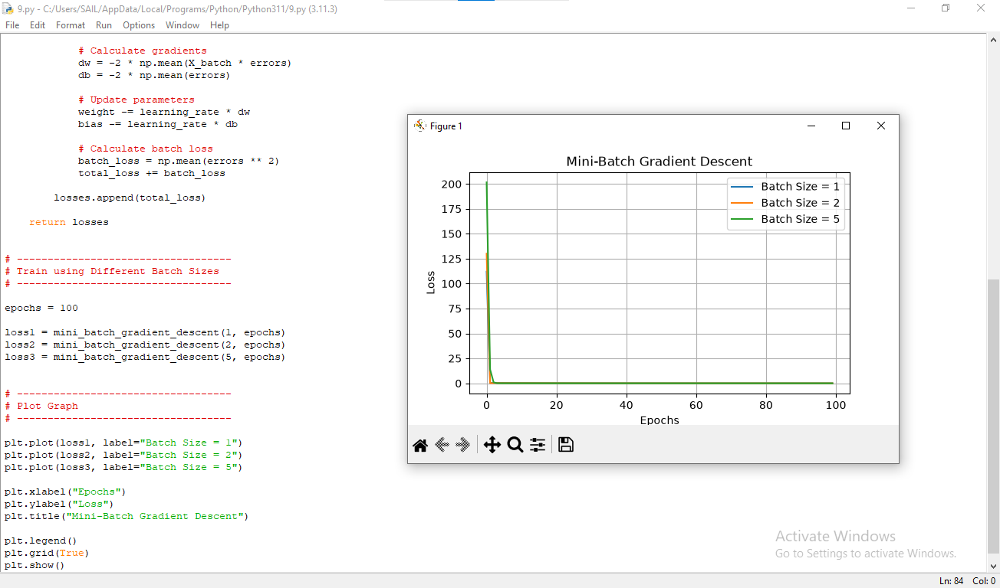 9.py - C:/Users/SAIL/AppData/Local/Programs/Python/Python311/9.py (3.11.3)
File Edit Format Run Options Window Help
# Calculate gradients
dw = -2 * np.mean(X_batch * errors)
db = -2 * np.mean(errors)
# Update parameters
weight -= learning_rate * dw
bias -= learning_rate * db
# Calculate batch loss
batch_loss = np.mean(errors ** 2)
total_loss += batch_loss
losses.append(total_loss)
return losses
# -----------------------------------
# Train using Different Batch Sizes
# -----------------------------------
epochs = 100
loss1 = mini_batch_gradient_descent(1, epochs)
loss2 = mini_batch_gradient_descent(2, epochs)
loss3 = mini_batch_gradient_descent(5, epochs)
# -----------------------------------
# Plot Graph
# -----------------------------------
plt.plot(loss1, label="Batch Size = 1")
plt.plot(loss2, label="Batch Size = 2")
plt.plot(loss3, label="Batch Size = 5")
plt.xlabel("Epochs")
plt.ylabel("Loss")
plt.title("Mini-Batch Gradient Descent")
plt.legend()
plt.grid(True)
plt.show()
Figure 1
Mini-Batch Gradient Descent
Batch Size = 1
Batch Size = 2
Batch Size = 5
Loss
200
175
150
125
100
75
50
25
0
0 20 40 60 80 100
Epochs
Activate Windows
Go to Settings to activate Windows.
Ln: 84 Col: 0